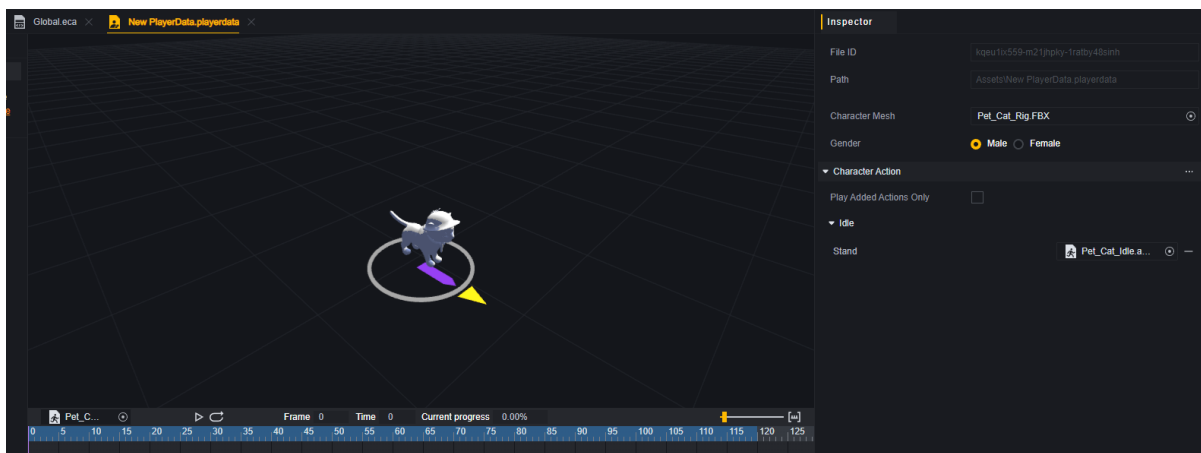 Global.eca
New PlayerData.playerdata
Inspector
File ID kqeu1lx559-m21jhpky-1ratby48sinh
Path Assets\New PlayerData.playerdata
Character Mesh Pet_Cat_Rig.FBX
Gender Male Female
Character Action
Play Added Actions Only
Idle
Stand Pet_Cat_Idle.a...
Pet_C... Frame 0 Time 0 Current progress 0.00%
0 5 10 15 20 25 30 35 40 45 50 55 60 65 70 75 80 85 90 95 100 105 110 115 120 125